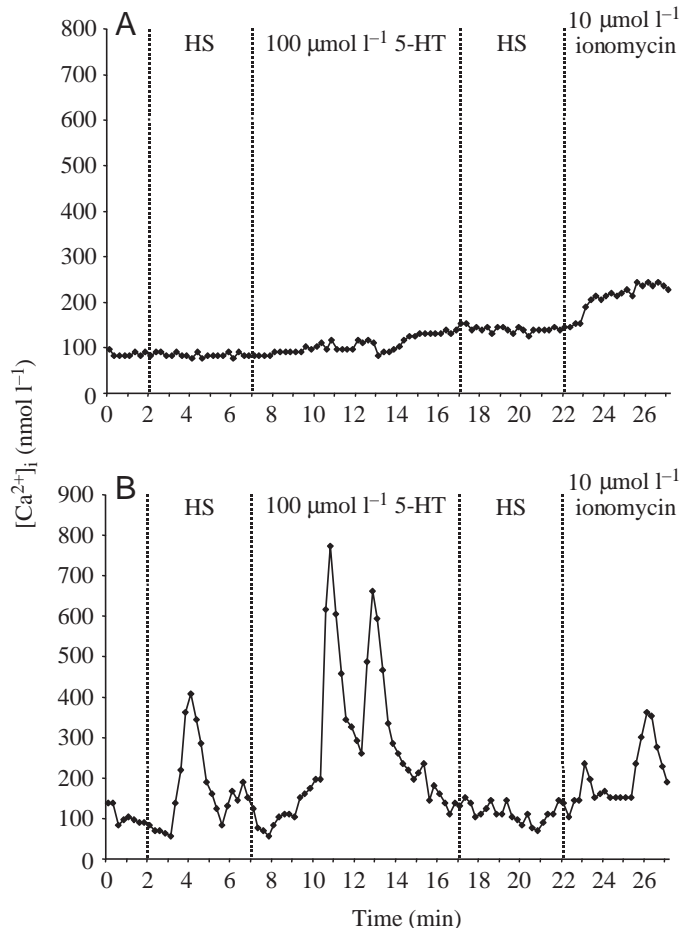 A
HS
100 µmol l⁻¹ 5-HT
HS
10 µmol l⁻¹
ionomycin
800
700
600
500
400
300
200
100
0
0 2 4 6 8 10 12 14 16 18 20 22 24 26
[Ca²⁺]ᵢ (nmol l⁻¹)
B
HS
100 µmol l⁻¹ 5-HT
HS
10 µmol l⁻¹
ionomycin
900
800
700
600
500
400
300
200
100
0
0 2 4 6 8 10 12 14 16 18 20 22 24 26
Time (min)